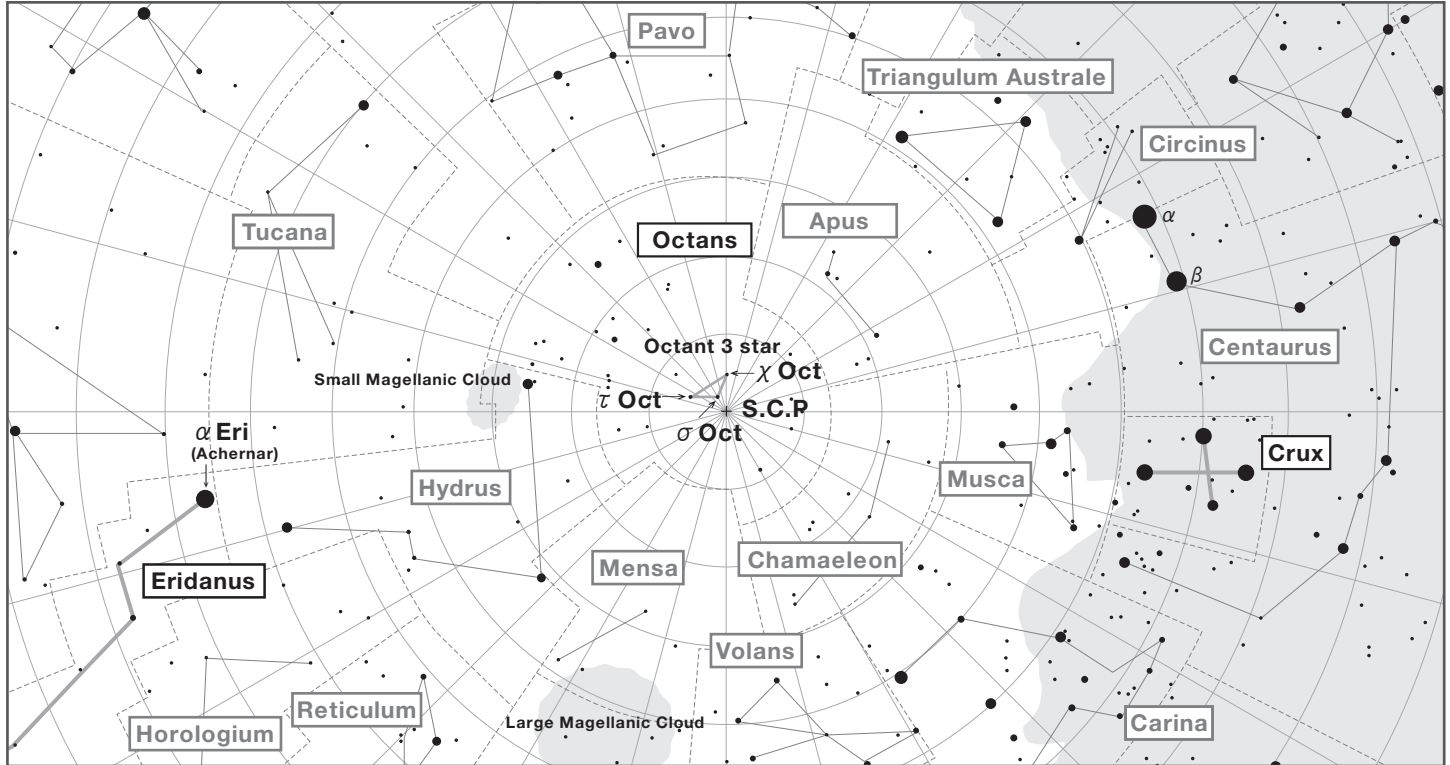 Pavo
Triangulum Australe
Circinus
α
Tucana
Octans
Apus
β
Octant 3 star
Centaurus
χ Oct
Small Magellanic Cloud
τ Oct
S.C.P
σ Oct
α Eri
(Achernar)
Crux
Hydrus
Musca
Mensa
Chamaeleon
Eridanus
Volans
Reticulum
Large Magellanic Cloud
Horologium
Carina